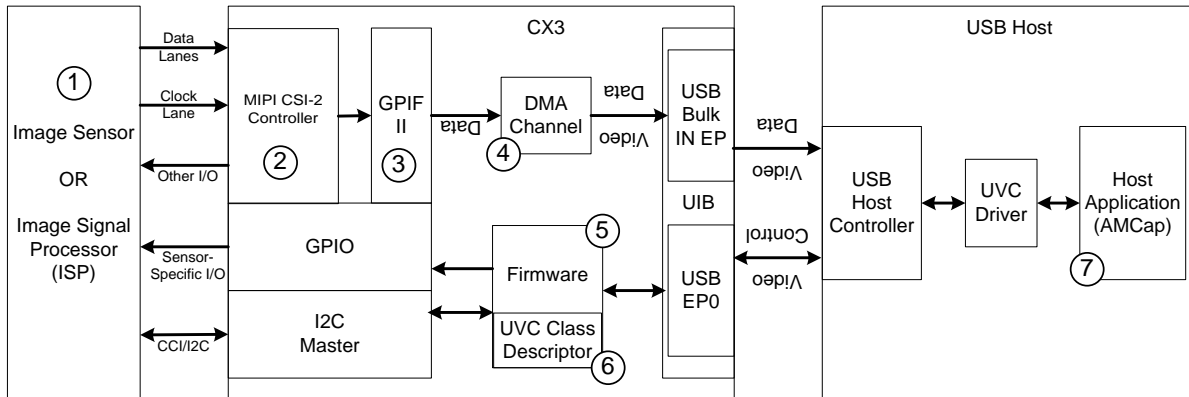 CX3
USB Host
Data
Lanes
1
Clock
Lane
Image Sensor
OR
Image Signal
Processor
(ISP)
Other I/O
Sensor-
Specific I/O
CCI/I2C
MIPI CSI-2
Controller
2
GPIF
II
3
GPIO
I2C
Master
Data
DMA
Channel
4
Data
Video
5
Firmware
UVC Class
Descriptor
6
USB
Bulk
IN EP
UIB
USB
EP0
Data
Video
Control
Video
USB
Host
Controller
UVC
Driver
Host
Application
(AMCap)
7